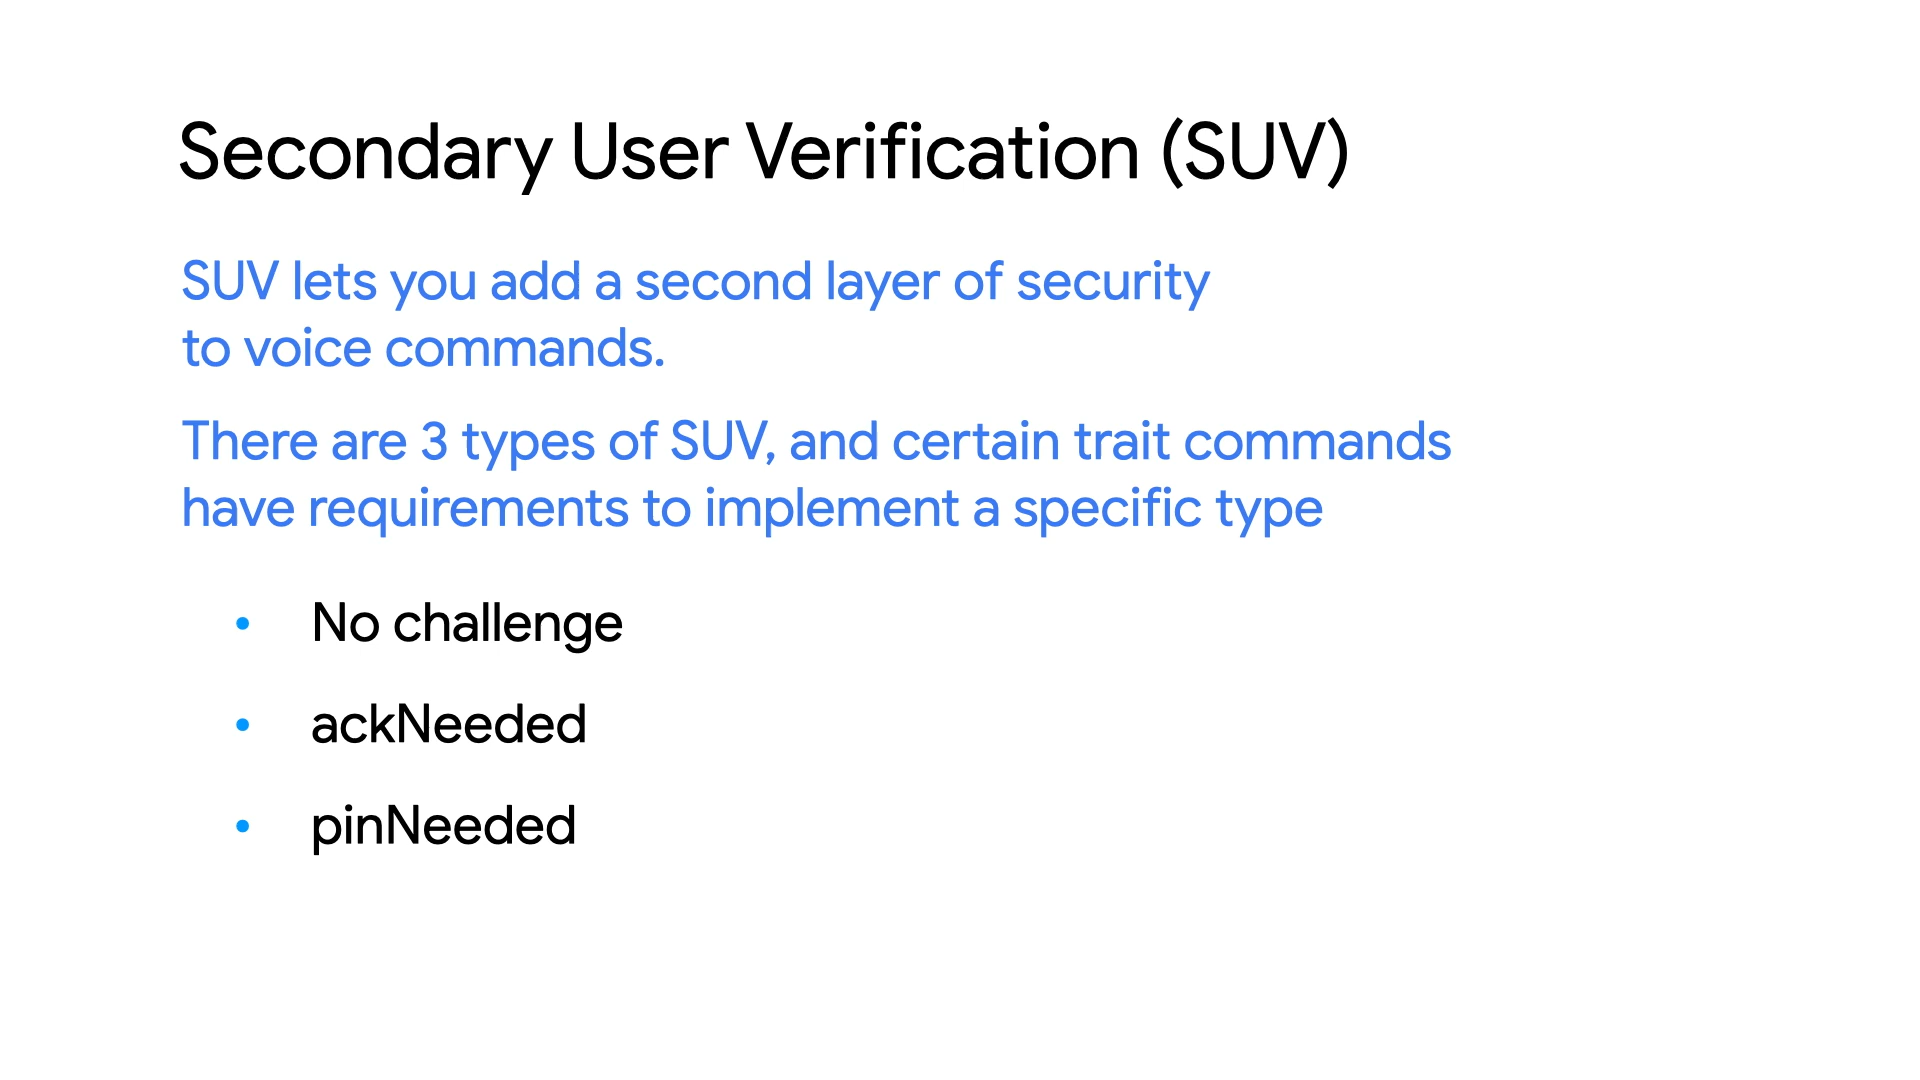 Secondary User Verification (SUV)
SUV lets you add a second layer of security
to voice commands.
There are 3 types of SUV, and certain trait commands
have requirements to implement a specific type
• No challenge
• ackNeeded
• pinNeeded